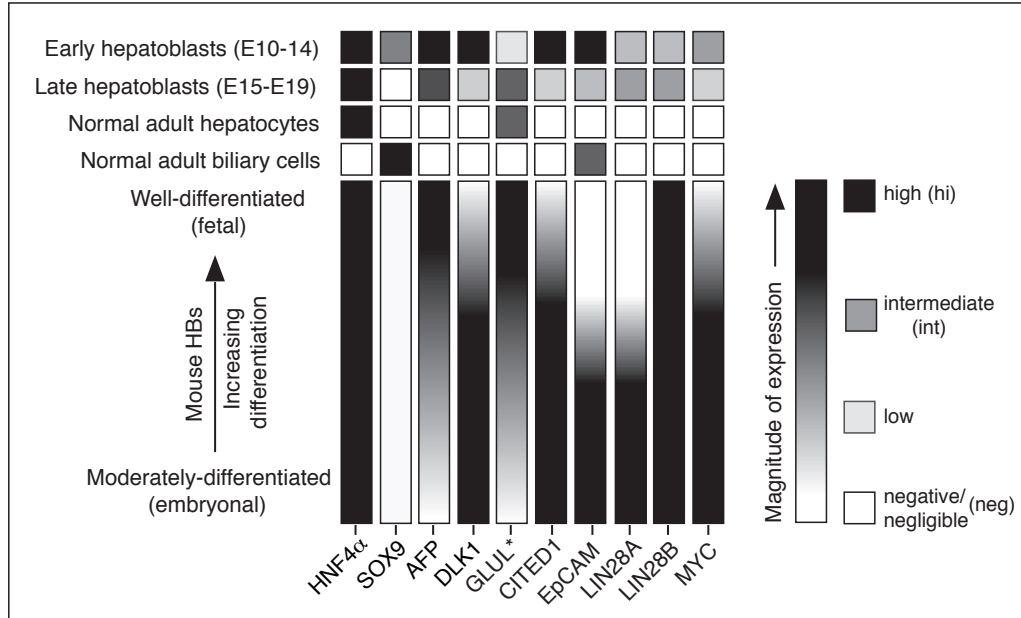 Early hepatoblasts (E10-14)
Late hepatoblasts (E15-E19)
Normal adult hepatocytes
Normal adult biliary cells
Well-differentiated
(fetal)
Mouse HBs
Increasing
differentiation
Moderately-differentiated
(embryonal)
HNF4α
SOX9
AFP
DLK1
GLUL*
CITED1
EpCAM
LIN28A
LIN28B
MYC
Magnitude of expression
high (hi)
intermediate
(int)
low
negative/ (neg)
negligible